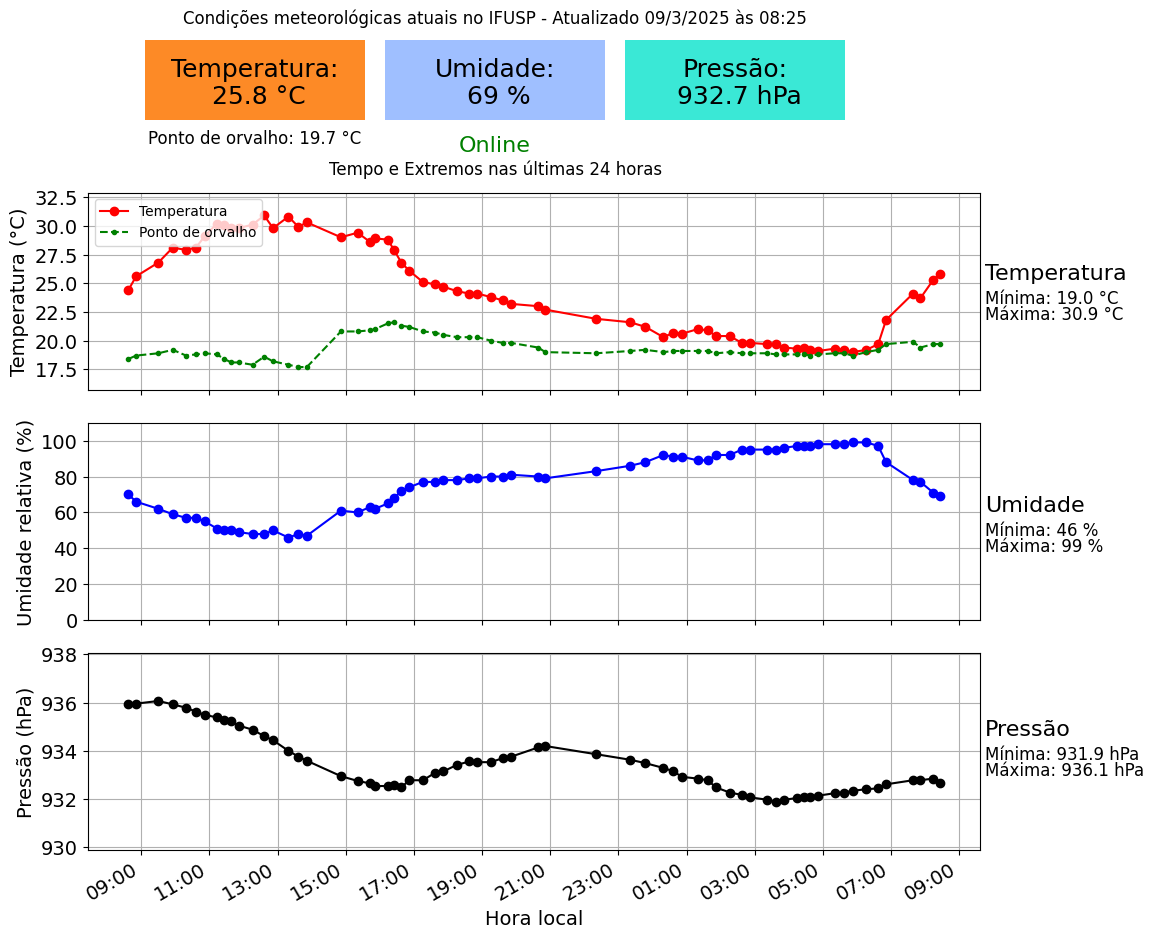 Condições meteorológicas atuais no IFUSP - Atualizado 09/3/2025 às 08:25
Temperatura:
25.8 °C
Umidade:
69 %
Pressão:
932.7 hPa
Ponto de orvalho: 19.7 °C
Online
Tempo e Extremos nas últimas 24 horas
Temperatura (°C)
32.5
30.0
27.5
25.0
22.5
20.0
17.5
Temperatura
Ponto de orvalho
Temperatura
Mínima: 19.0 °C
Máxima: 30.9 °C
Umidade relativa (%)
100
80
60
40
20
0
Umidade
Mínima: 46 %
Máxima: 99 %
Pressão (hPa)
938
936
934
932
930
Pressão
Mínima: 931.9 hPa
Máxima: 936.1 hPa
09:00 11:00 13:00 15:00 17:00 19:00 21:00 23:00 01:00 03:00 05:00 07:00 09:00
Hora local